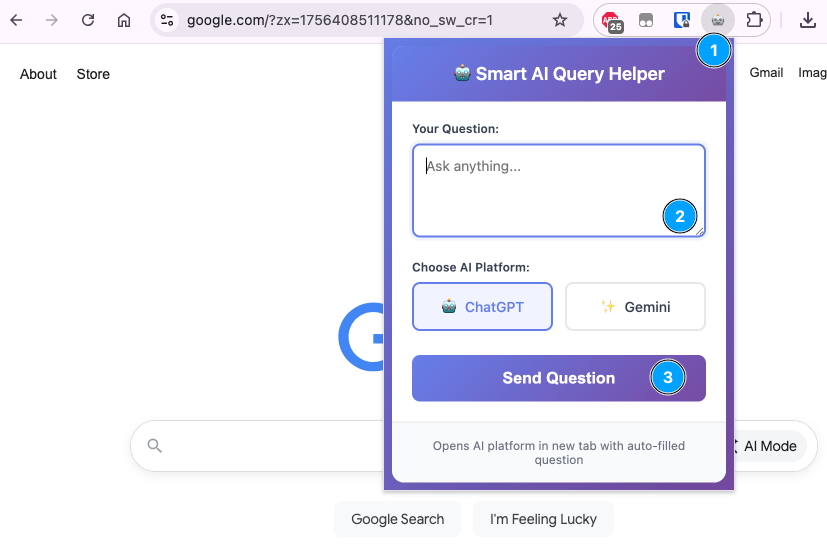 google.com/?zx=1756408511178&no_sw_cr=1
25
1
About
Store
Gmail
Imag
🤖 Smart AI Query Helper
Your Question:
Ask anything...
2
Choose AI Platform:
🤖 ChatGPT
✨ Gemini
Send Question
3
Opens AI platform in new tab with auto-filled
question
AI Mode
Google Search
I'm Feeling Lucky